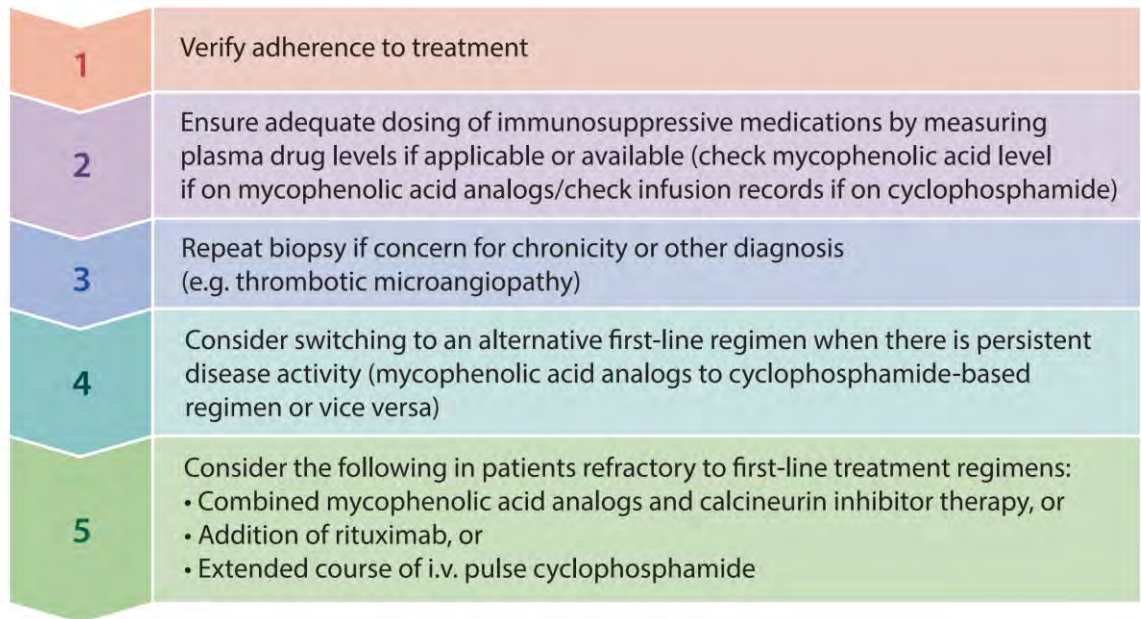 1
Verify adherence to treatment
2
Ensure adequate dosing of immunosuppressive medications by measuring
plasma drug levels if applicable or available (check mycophenolic acid level
if on mycophenolic acid analogs/check infusion records if on cyclophosphamide)
3
Repeat biopsy if concern for chronicity or other diagnosis
(e.g. thrombotic microangiopathy)
4
Consider switching to an alternative first-line regimen when there is persistent
disease activity (mycophenolic acid analogs to cyclophosphamide-based
regimen or vice versa)
5
Consider the following in patients refractory to first-line treatment regimens:
• Combined mycophenolic acid analogs and calcineurin inhibitor therapy, or
• Addition of rituximab, or
• Extended course of i.v. pulse cyclophosphamide